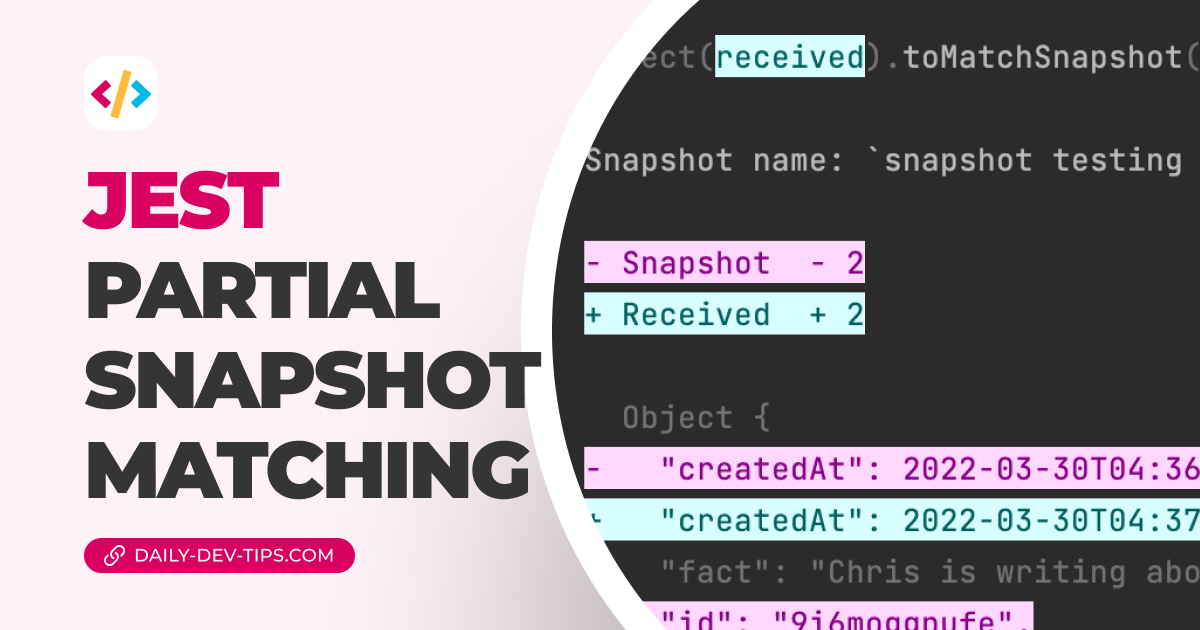 JEST
PARTIAL
SNAPSHOT
MATCHING
DAILY-DEV-TIPS.COM
(received).toMatchSnapshot(
Snapshot name: `snapshot testing
- Snapshot - 2
+ Received + 2
Object {
- "createdAt": 2022-03-30T04:36
+ "createdAt": 2022-03-30T04:37
"fact": "Chris is writing abo
"id":